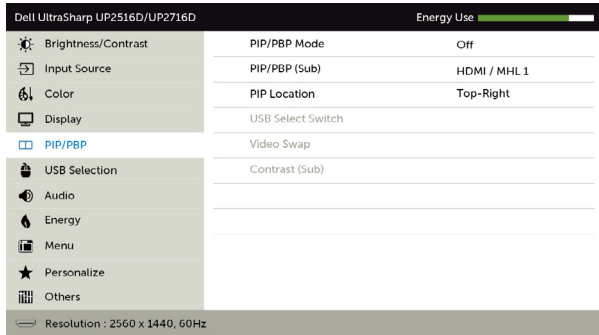 Dell UltraSharp UP2516D/UP2716D Energy Use
Brightness/Contrast
Input Source
Color
Display
PIP/PBP
USB Selection
Audio
Energy
Menu
Personalize
Others
PIP/PBP Mode Off
PIP/PBP (Sub) HDMI / MHL 1
PIP Location Top-Right
USB Select Switch
Video Swap
Contrast (Sub)
Resolution : 2560 x 1440, 60Hz